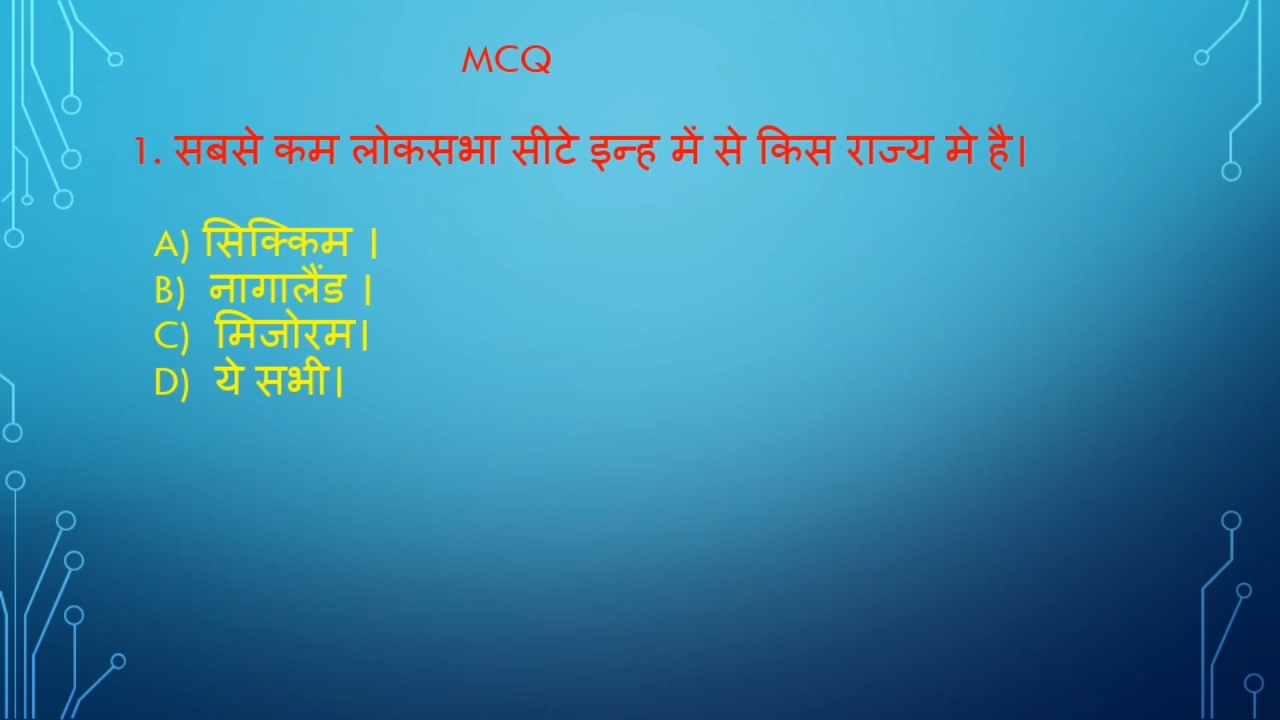 MCQ
1. सबसे कम लोकसभा सीटे इन्ह में से किस राज्य मे है।
A) सिक्किम ।
B) नागालैंड ।
C) मिजोरम।
D) ये सभी।